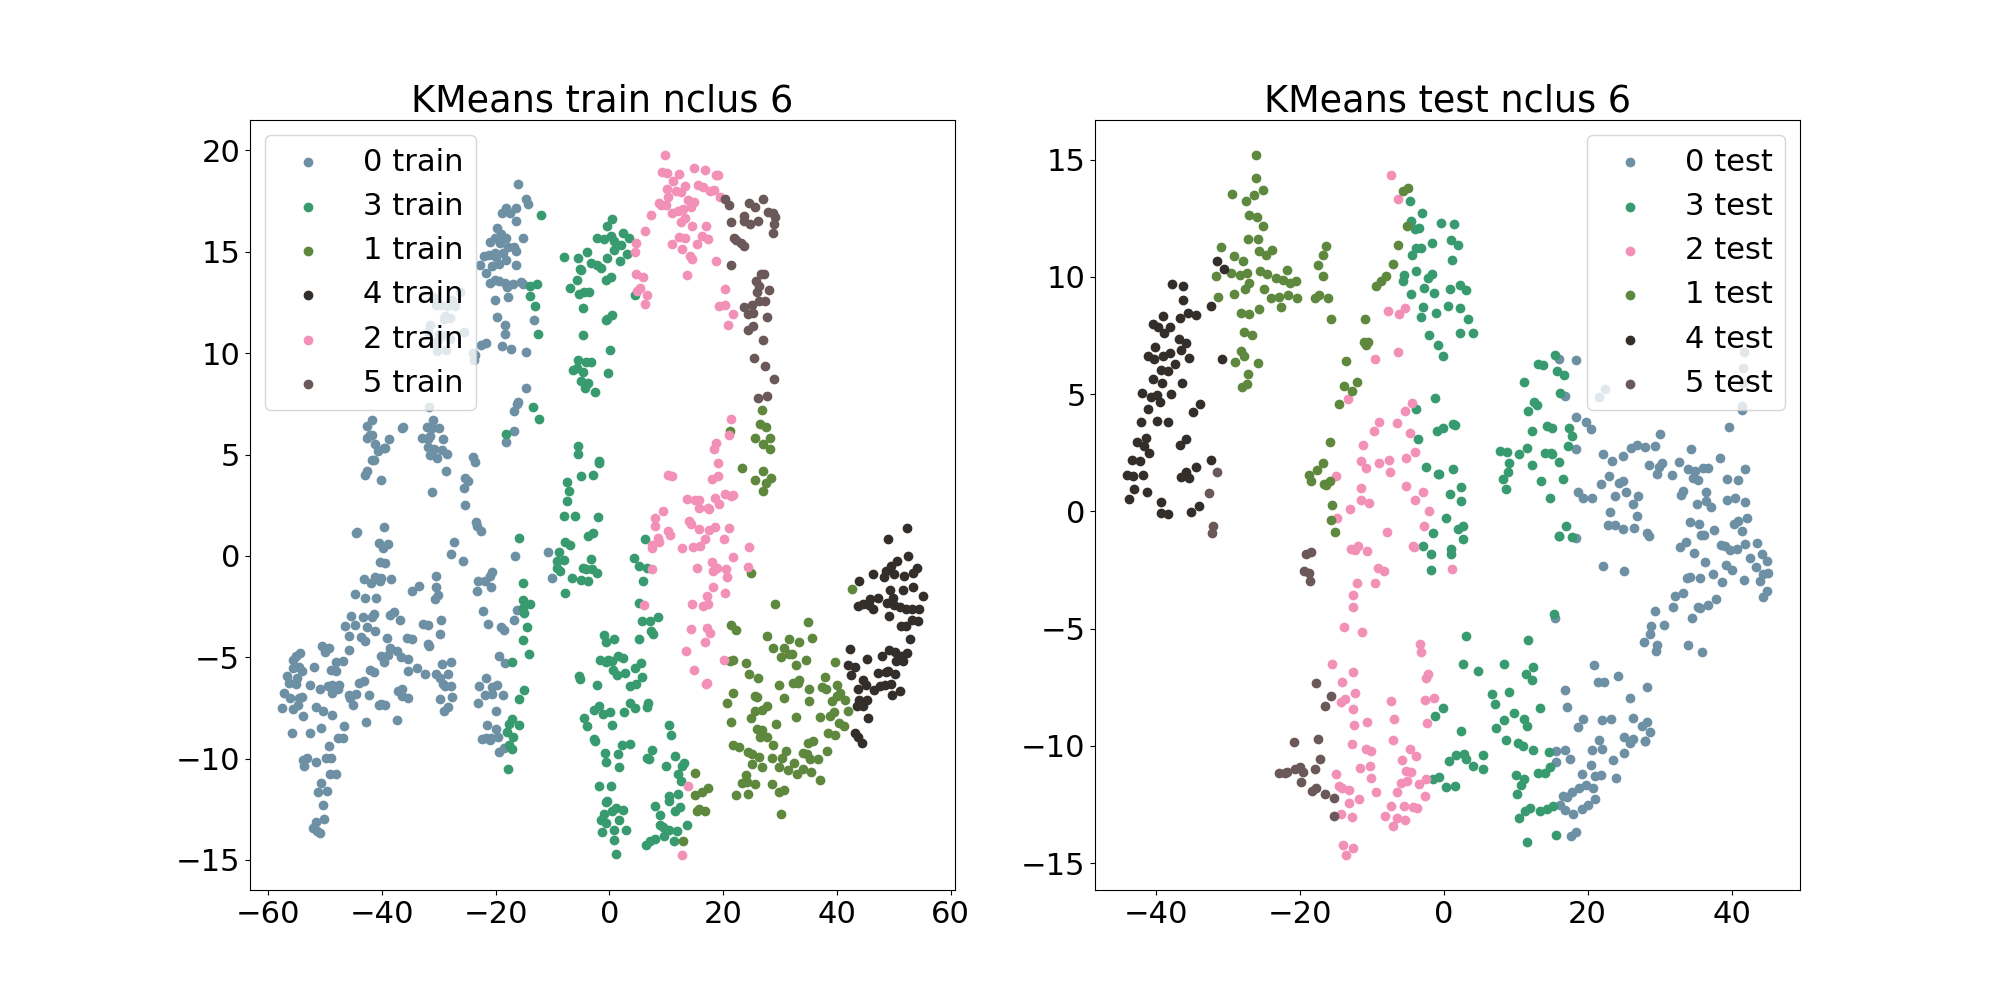 KMeans train nclus 6
20
15
10
5
0
−5
−10
−15
−60 −40 −20 0 20 40 60
0 train
3 train
1 train
4 train
2 train
5 train
KMeans test nclus 6
15
10
5
0
−5
−10
−15
−40 −20 0 20 40
0 test
3 test
2 test
1 test
4 test
5 test